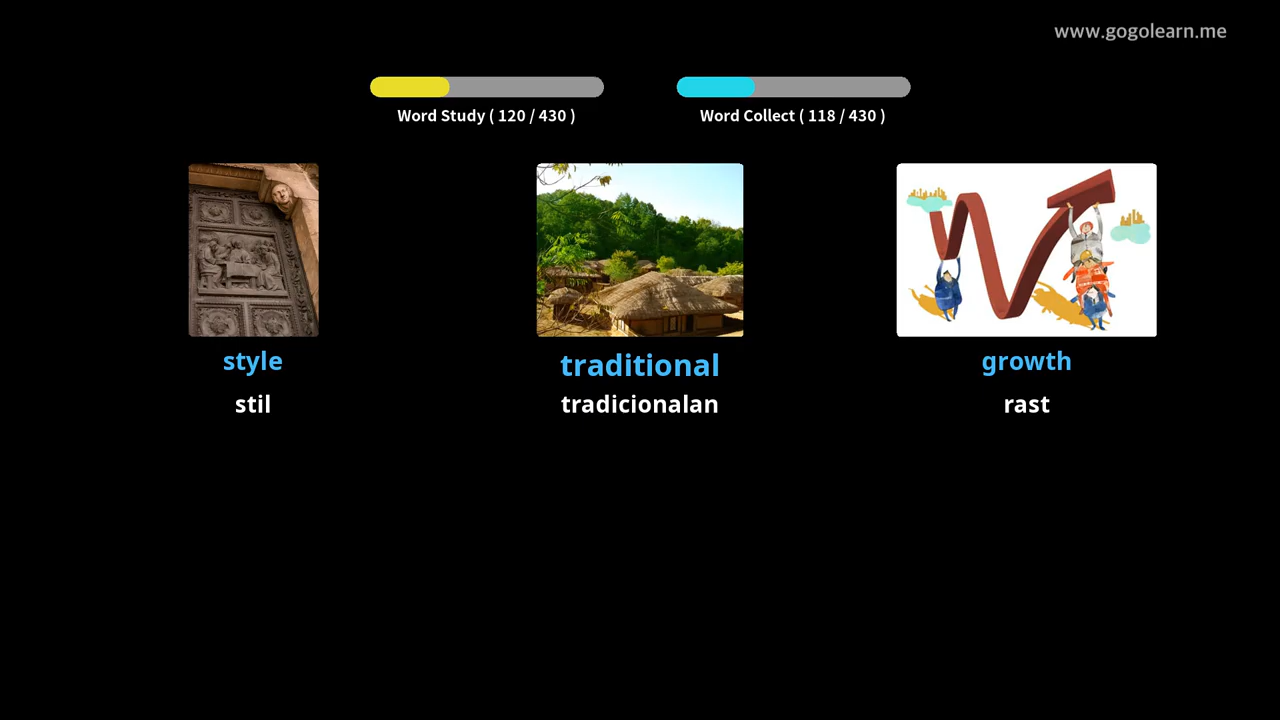 www.gogolearn.me
Word Study ( 120 / 430 )
Word Collect ( 118 / 430 )
style
traditional
growth
stil
tradicionalan
rast